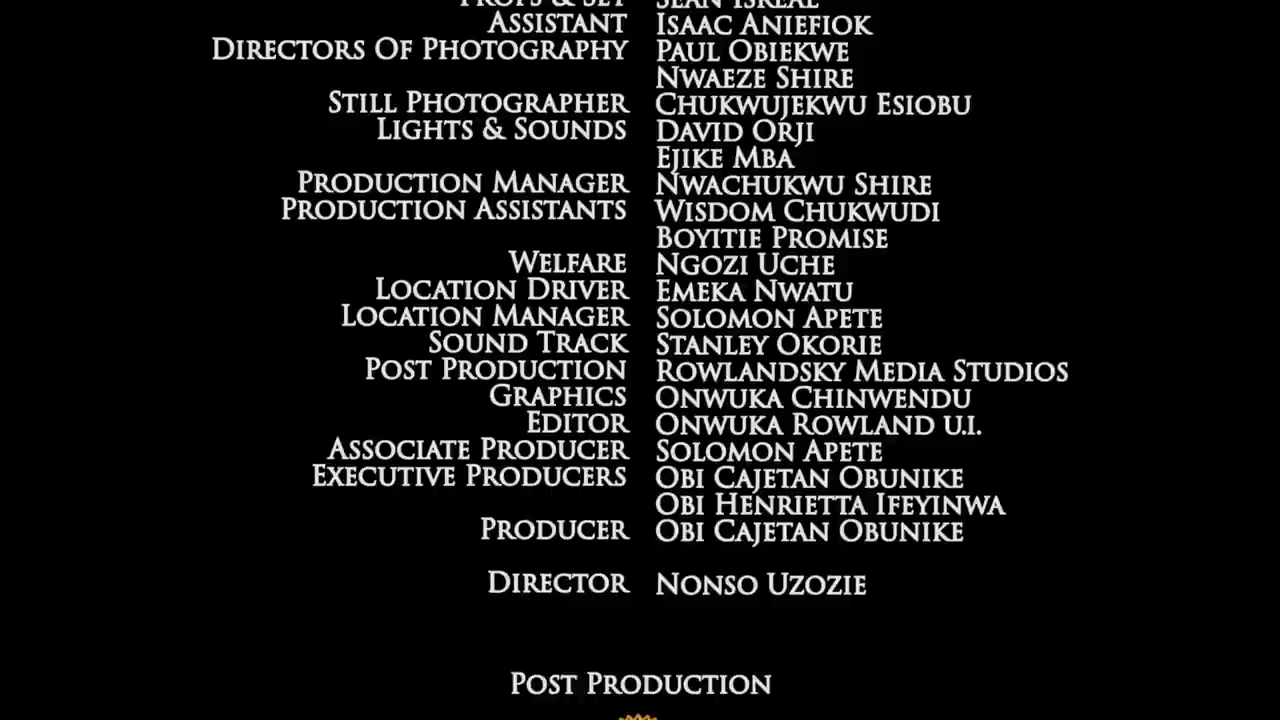 PROPS & SET SEAN ISREAL
ASSISTANT ISAAC ANIEFIOK
DIRECTORS OF PHOTOGRAPHY PAUL OBIEKWE
NWAEZE SHIRE
STILL PHOTOGRAPHER CHUKWUJEKWU ESIOBU
LIGHTS & SOUNDS DAVID ORJI
EJIKE MBA
PRODUCTION MANAGER NWACHUKWU SHIRE
PRODUCTION ASSISTANTS WISDOM CHUKWUDI
BOYITIE PROMISE
WELFARE NGOZI UCHE
LOCATION DRIVER EMEKA NWATU
LOCATION MANAGER SOLOMON APETE
SOUND TRACK STANLEY OKORIE
POST PRODUCTION ROWLANDSKY MEDIA STUDIOS
GRAPHICS ONWUKA CHINWENDU
EDITOR ONWUKA ROWLAND U.I.
ASSOCIATE PRODUCER SOLOMON APETE
EXECUTIVE PRODUCERS OBI CAJETAN OBUNIKE
OBI HENRIETTA IFEYINWA
PRODUCER OBI CAJETAN OBUNIKE
DIRECTOR NONSO UZOZIE
POST PRODUCTION